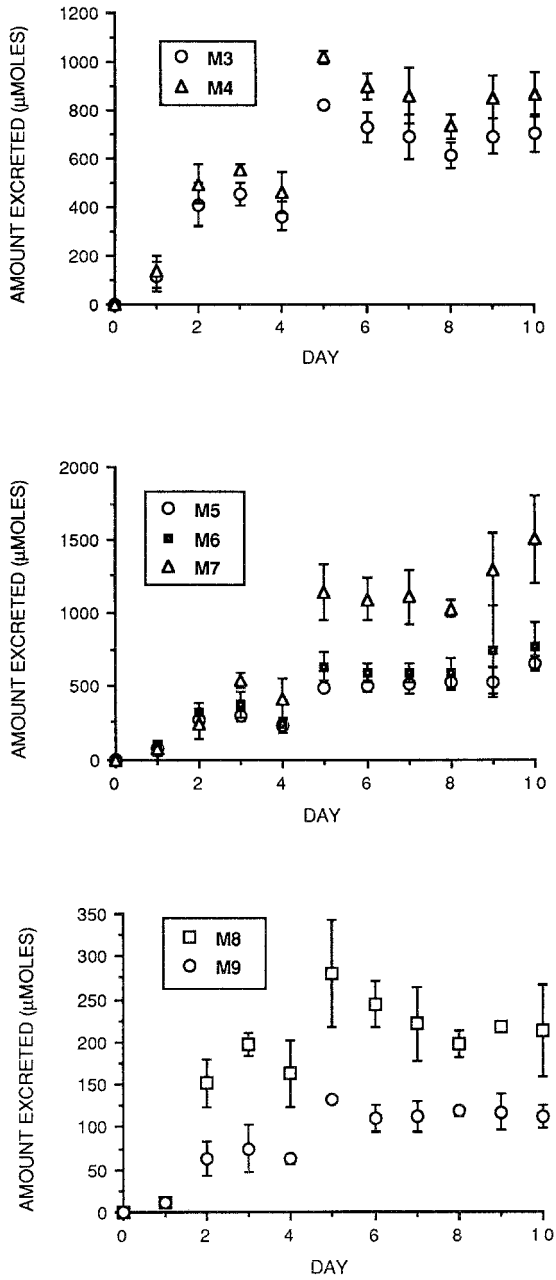 AMOUNT EXCRETED (µMOLES)
1200
1000
800
600
400
200
0
M3
M4
0 2 4 6 8 10
DAY
AMOUNT EXCRETED (µMOLES)
2000
1500
1000
500
0
M5
M6
M7
0 2 4 6 8 10
DAY
AMOUNT EXCRETED (µMOLES)
350
300
250
200
150
100
50
0
M8
M9
0 2 4 6 8 10
DAY